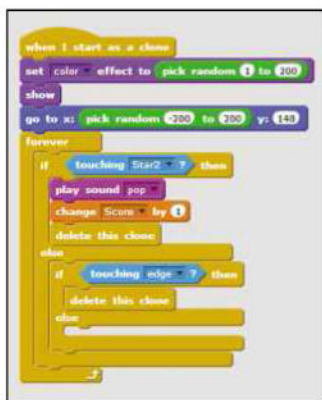 when I start as a clone
set color effect to pick random 1 to 200
show
go to x: pick random -200 to 200 y: 148
forever
if touching Star2 ? then
play sound pop
change Score by 1
delete this clone
else
if touching edge ? then
delete this clone
else